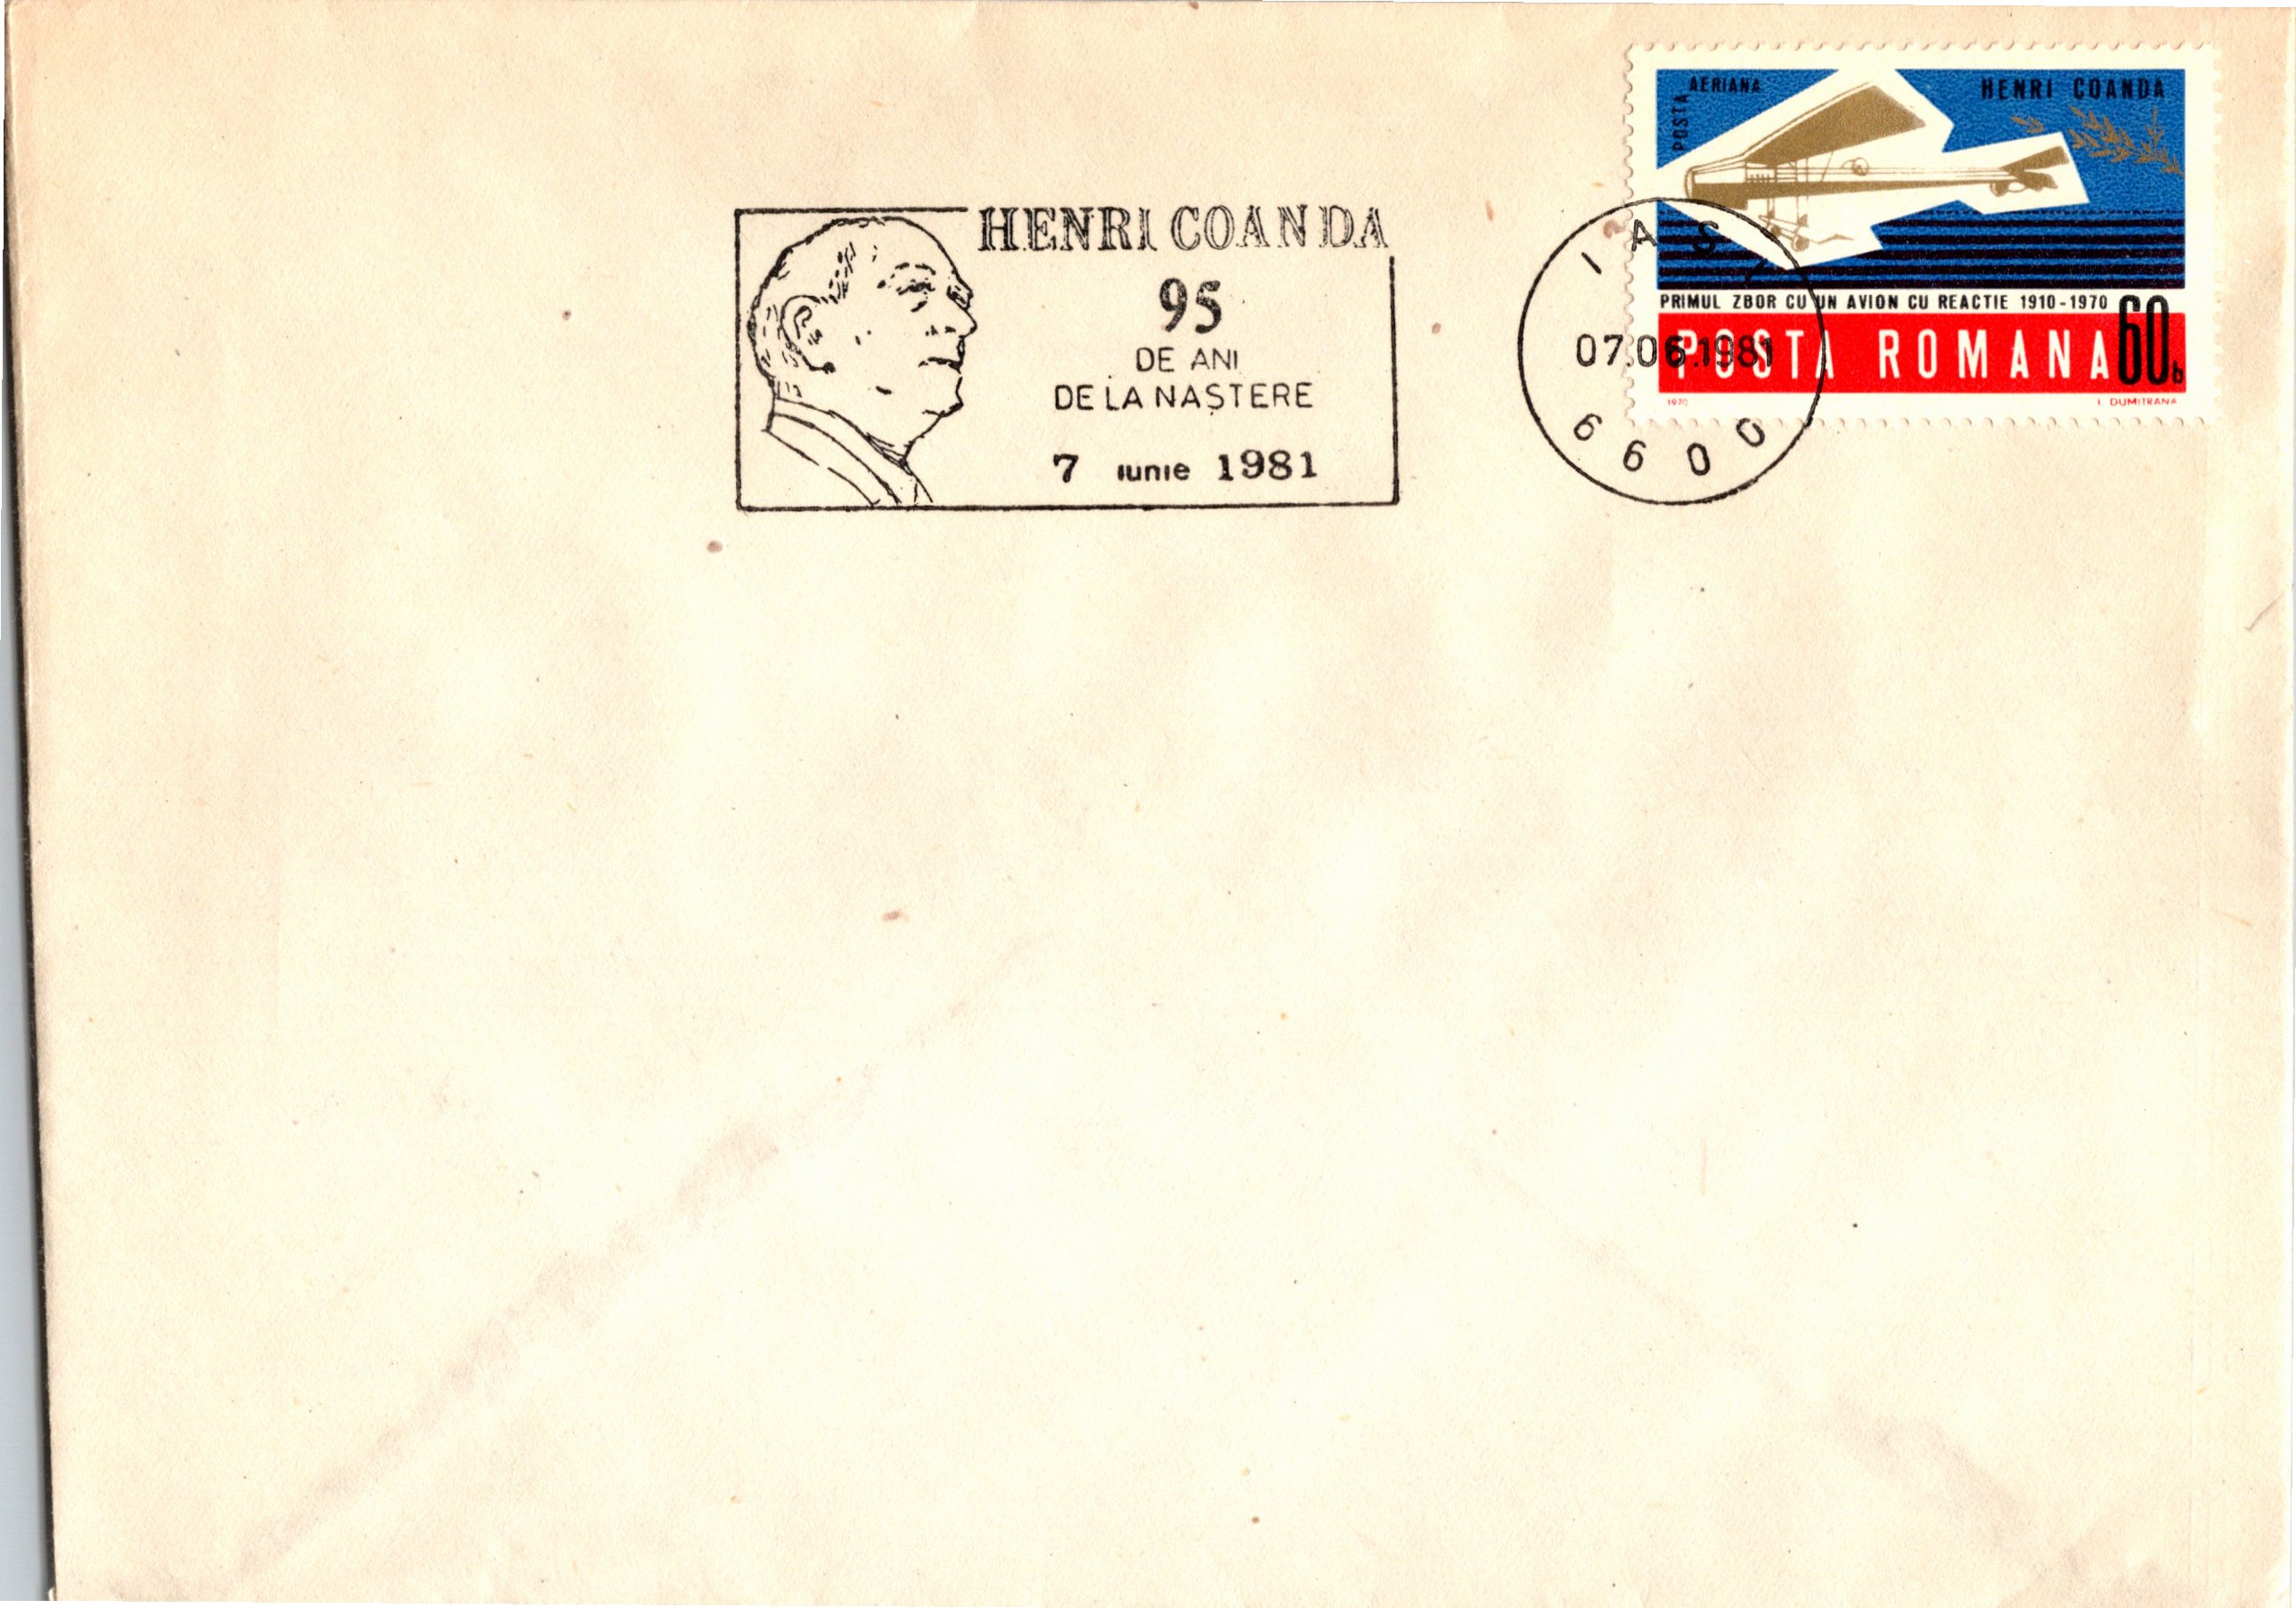 POSTA AERIANA
HENRI COANDA
PRIMUL ZBOR CU UN AVION CU REACTIE 1910-1970
POSTA ROMANA 60b
1970 I. DUMITRANA
HENRI COANDA
95
DE ANI
DE LA NAȘTERE
7 iunie 1981
IAȘI
07.06.1981
6600